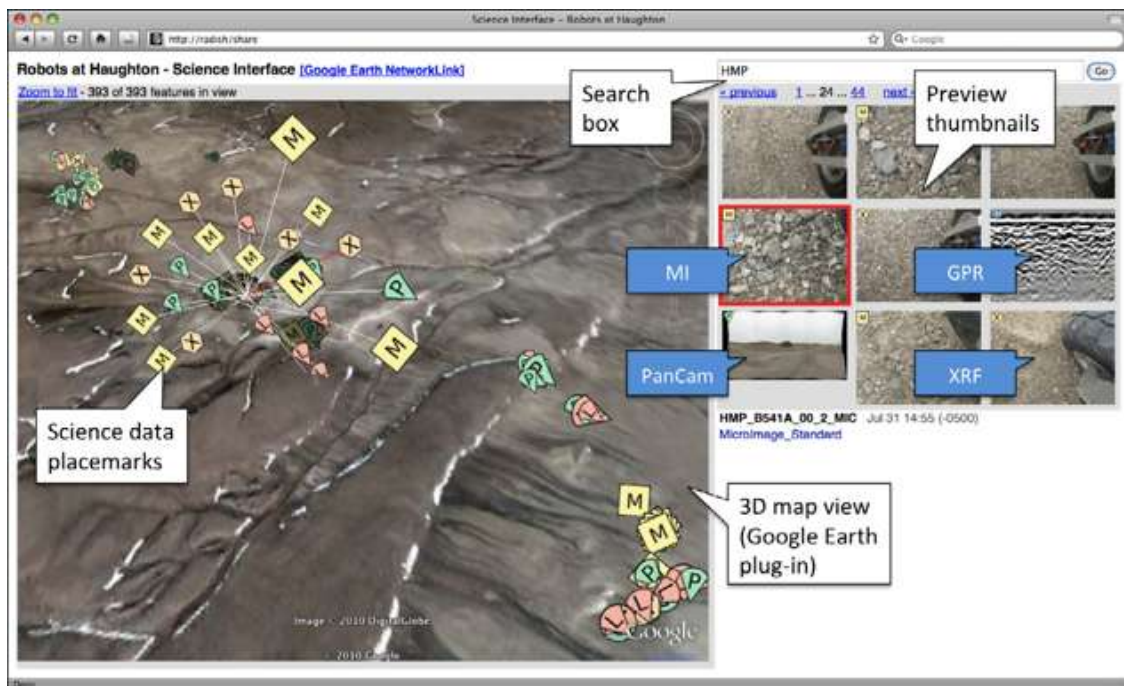 Science Interface – Robots at Haughton
http://radish/share
Google
Robots at Haughton - Science Interface [Google Earth NetworkLink]
Zoom to fit - 393 of 393 features in view
HMP
Go
« previous 1 ... 24 ... 44 next
Search
box
Preview
thumbnails
MI
GPR
PanCam
XRF
HMP_B541A_00_2_MIC Jul 31 14:55 (-0500)
MicroImage_Standard
M
X
M
X
M
M
M
X
X
M
P
X
P
P
M
P
M
M
X
L
M
M
P
L
Science data
placemarks
3D map view
(Google Earth
plug-in)
M
M
P
P
L
L
L
Image © 2010 DigitalGlobe
© 2010 Google
Google
Done